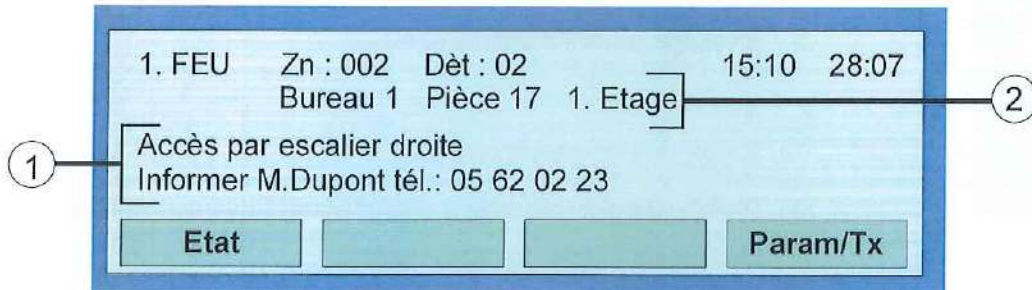 1. FEU Zn : 002 Dèt : 02 15:10 28:07
Bureau 1 Pièce 17 1. Etage
2
1
Accès par escalier droite
Informer M.Dupont tél.: 05 62 02 23
Etat Param/Tx